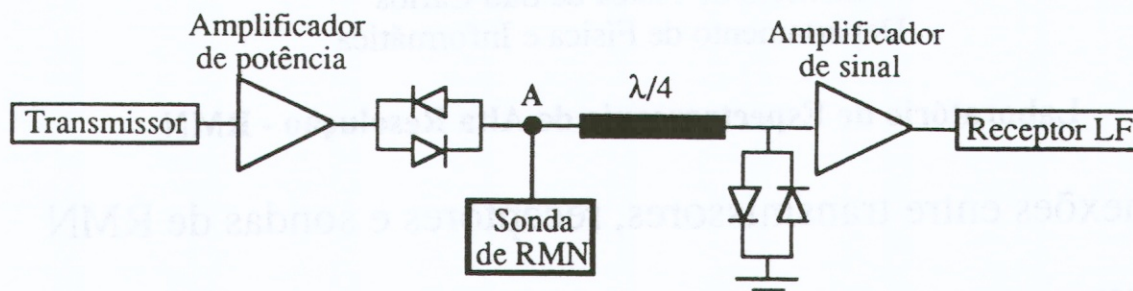 Amplificador
de potência
Amplificador
de sinal
Transmissor
A
λ/4
Receptor LF
Sonda
de RMN